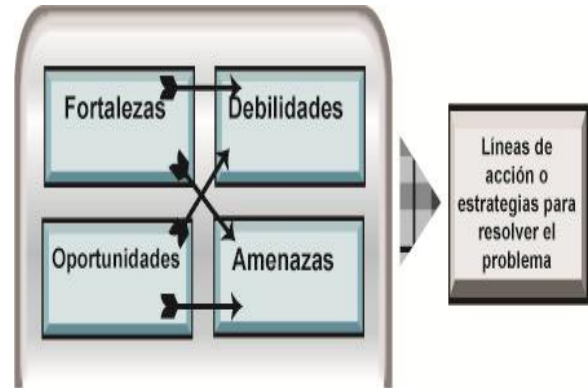 Fortalezas
Debilidades
Oportunidades
Amenazas
Líneas de
acción o
estrategias para
resolver el
problema